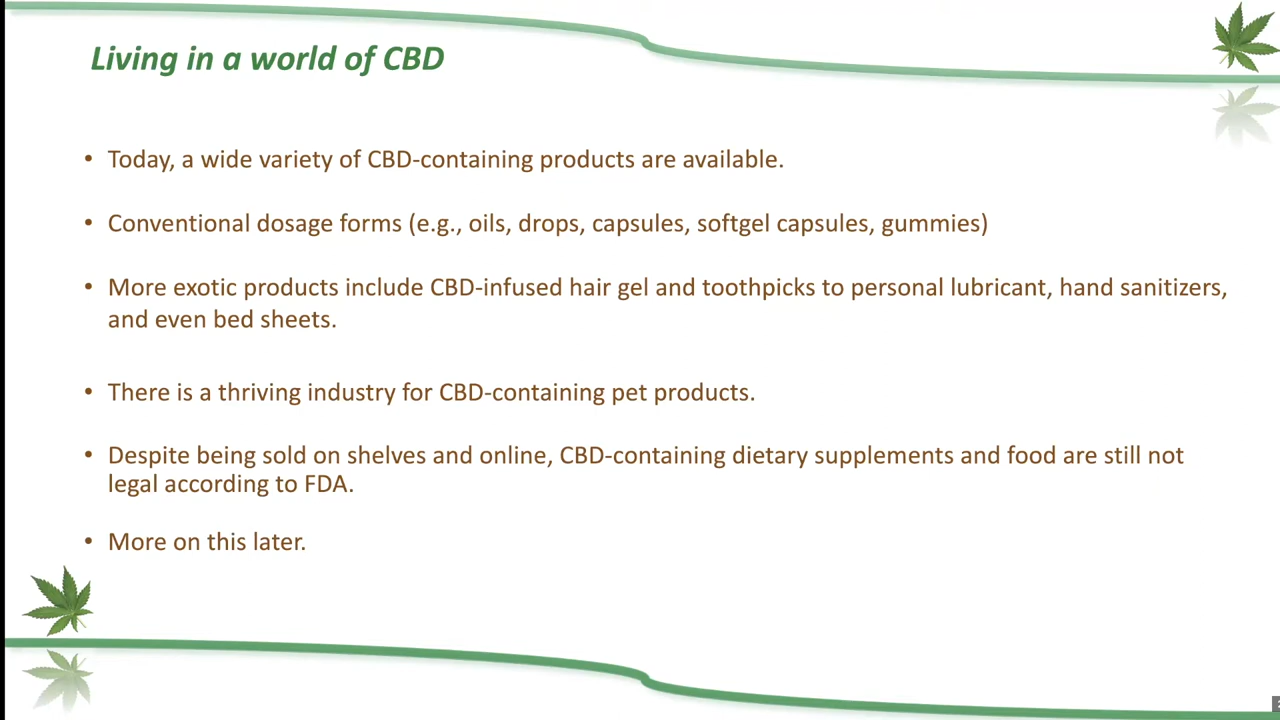 Living in a world of CBD
• Today, a wide variety of CBD-containing products are available.
• Conventional dosage forms (e.g., oils, drops, capsules, softgel capsules, gummies)
• More exotic products include CBD-infused hair gel and toothpicks to personal lubricant, hand sanitizers,
and even bed sheets.
• There is a thriving industry for CBD-containing pet products.
• Despite being sold on shelves and online, CBD-containing dietary supplements and food are still not
legal according to FDA.
• More on this later.